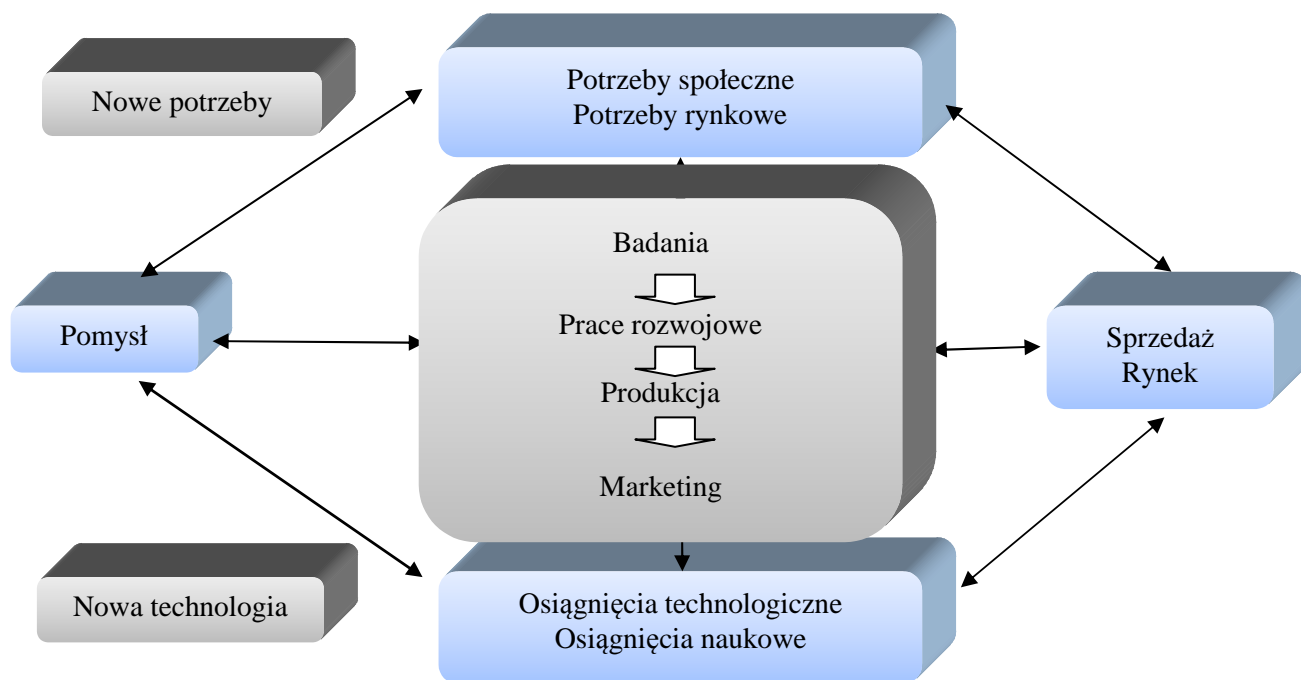 Nowe potrzeby
Potrzeby społeczne
Potrzeby rynkowe
Badania
Prace rozwojowe
Produkcja
Marketing
Pomysł
Sprzedaż
Rynek
Nowa technologia
Osiągnięcia technologiczne
Osiągnięcia naukowe